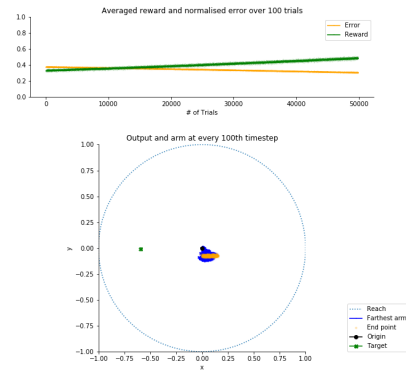 Averaged reward and normalised error over 100 trials
1.0
0.8
0.6
0.4
0.2
0.0
Error
Reward
0
10000
20000
30000
40000
50000
# of Trials
Output and arm at every 100th timestep
1.00
0.75
0.50
0.25
0.00
−0.25
−0.50
−0.75
−1.00
y
−1.00
−0.75
−0.50
−0.25
0.00
0.25
0.50
0.75
1.00
x
Reach
Farthest arm
End point
Origin
Target